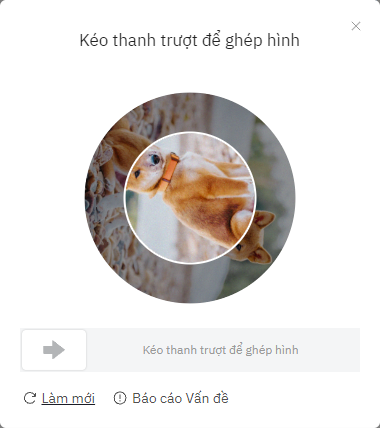 Kéo thanh trượt để ghép hình
Kéo thanh trượt để ghép hình
Làm mới Báo cáo Vấn đề